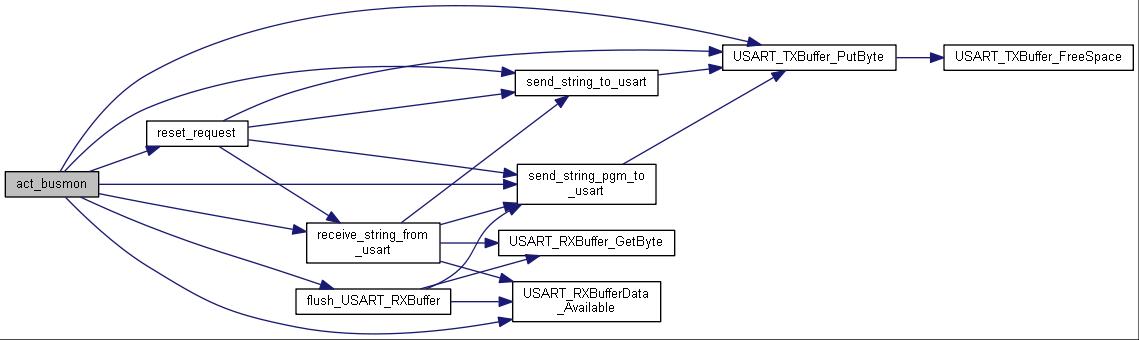 USART_TXBuffer_PutByte
USART_TXBuffer_FreeSpace
send_string_to_usart
reset_request
act_busmon
send_string_pgm_to
_usart
receive_string_from
_usart
USART_RXBuffer_GetByte
flush_USART_RXBuffer
USART_RXBufferData
_Available